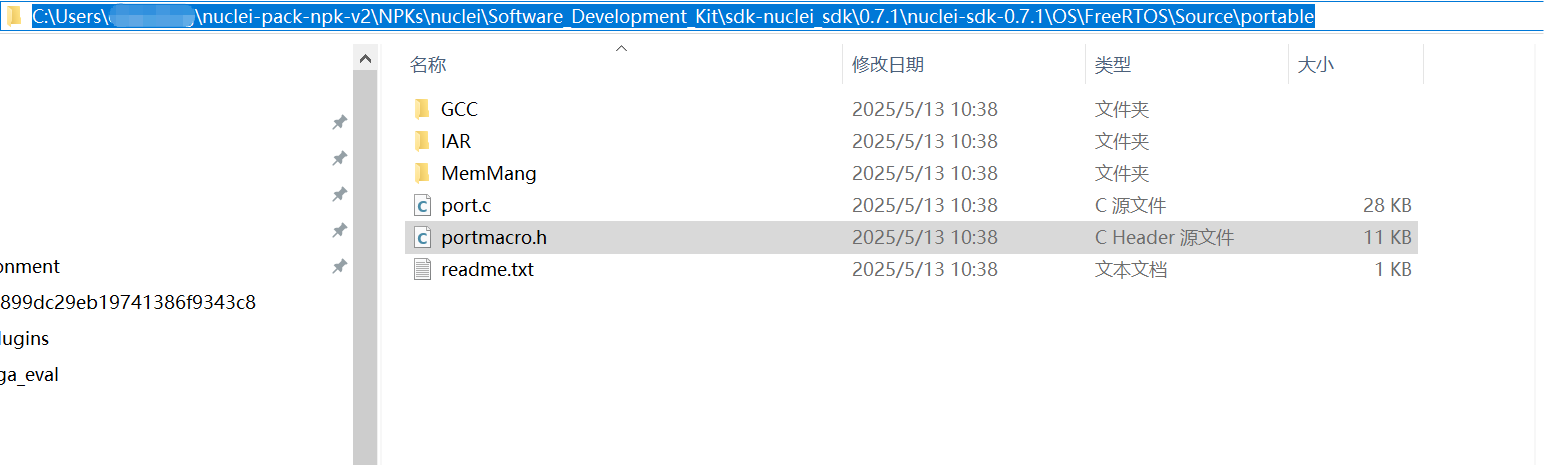 C:\Users\ \nuclei-pack-npk-v2\NPKs\nuclei\Software_Development_Kit\sdk-nuclei_sdk\0.7.1\nuclei-sdk-0.7.1\OS\FreeRTOS\Source\portable
名称 修改日期 类型 大小
GCC 2025/5/13 10:38 文件夹
IAR 2025/5/13 10:38 文件夹
MemMang 2025/5/13 10:38 文件夹
port.c 2025/5/13 10:38 C 源文件 28 KB
portmacro.h 2025/5/13 10:38 C Header 源文件 11 KB
readme.txt 2025/5/13 10:38 文本文档 1 KB
onment
899dc29eb19741386f9343c8
lugins
ga_eval